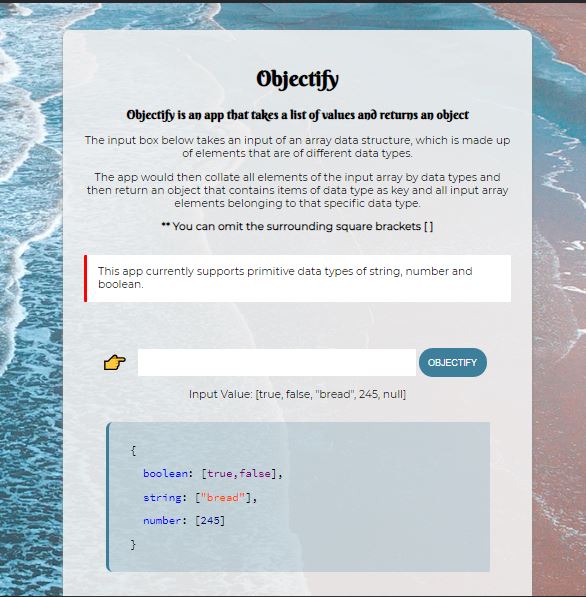 Objectify
Objectify is an app that takes a list of values and returns an object
The input box below takes an input of an array data structure, which is made up
of elements that are of different data types.
The app would then collate all elements of the input array by data types and
then return an object that contains items of data type as key and all input array
elements belonging to that specific data type.
** You can omit the surrounding square brackets [ ]
This app currently supports primitive data types of string, number and
boolean.
OBJECTIFY
Input Value: [true, false, "bread", 245, null]
{
boolean: [true,false],
string: ["bread"],
number: [245]
}